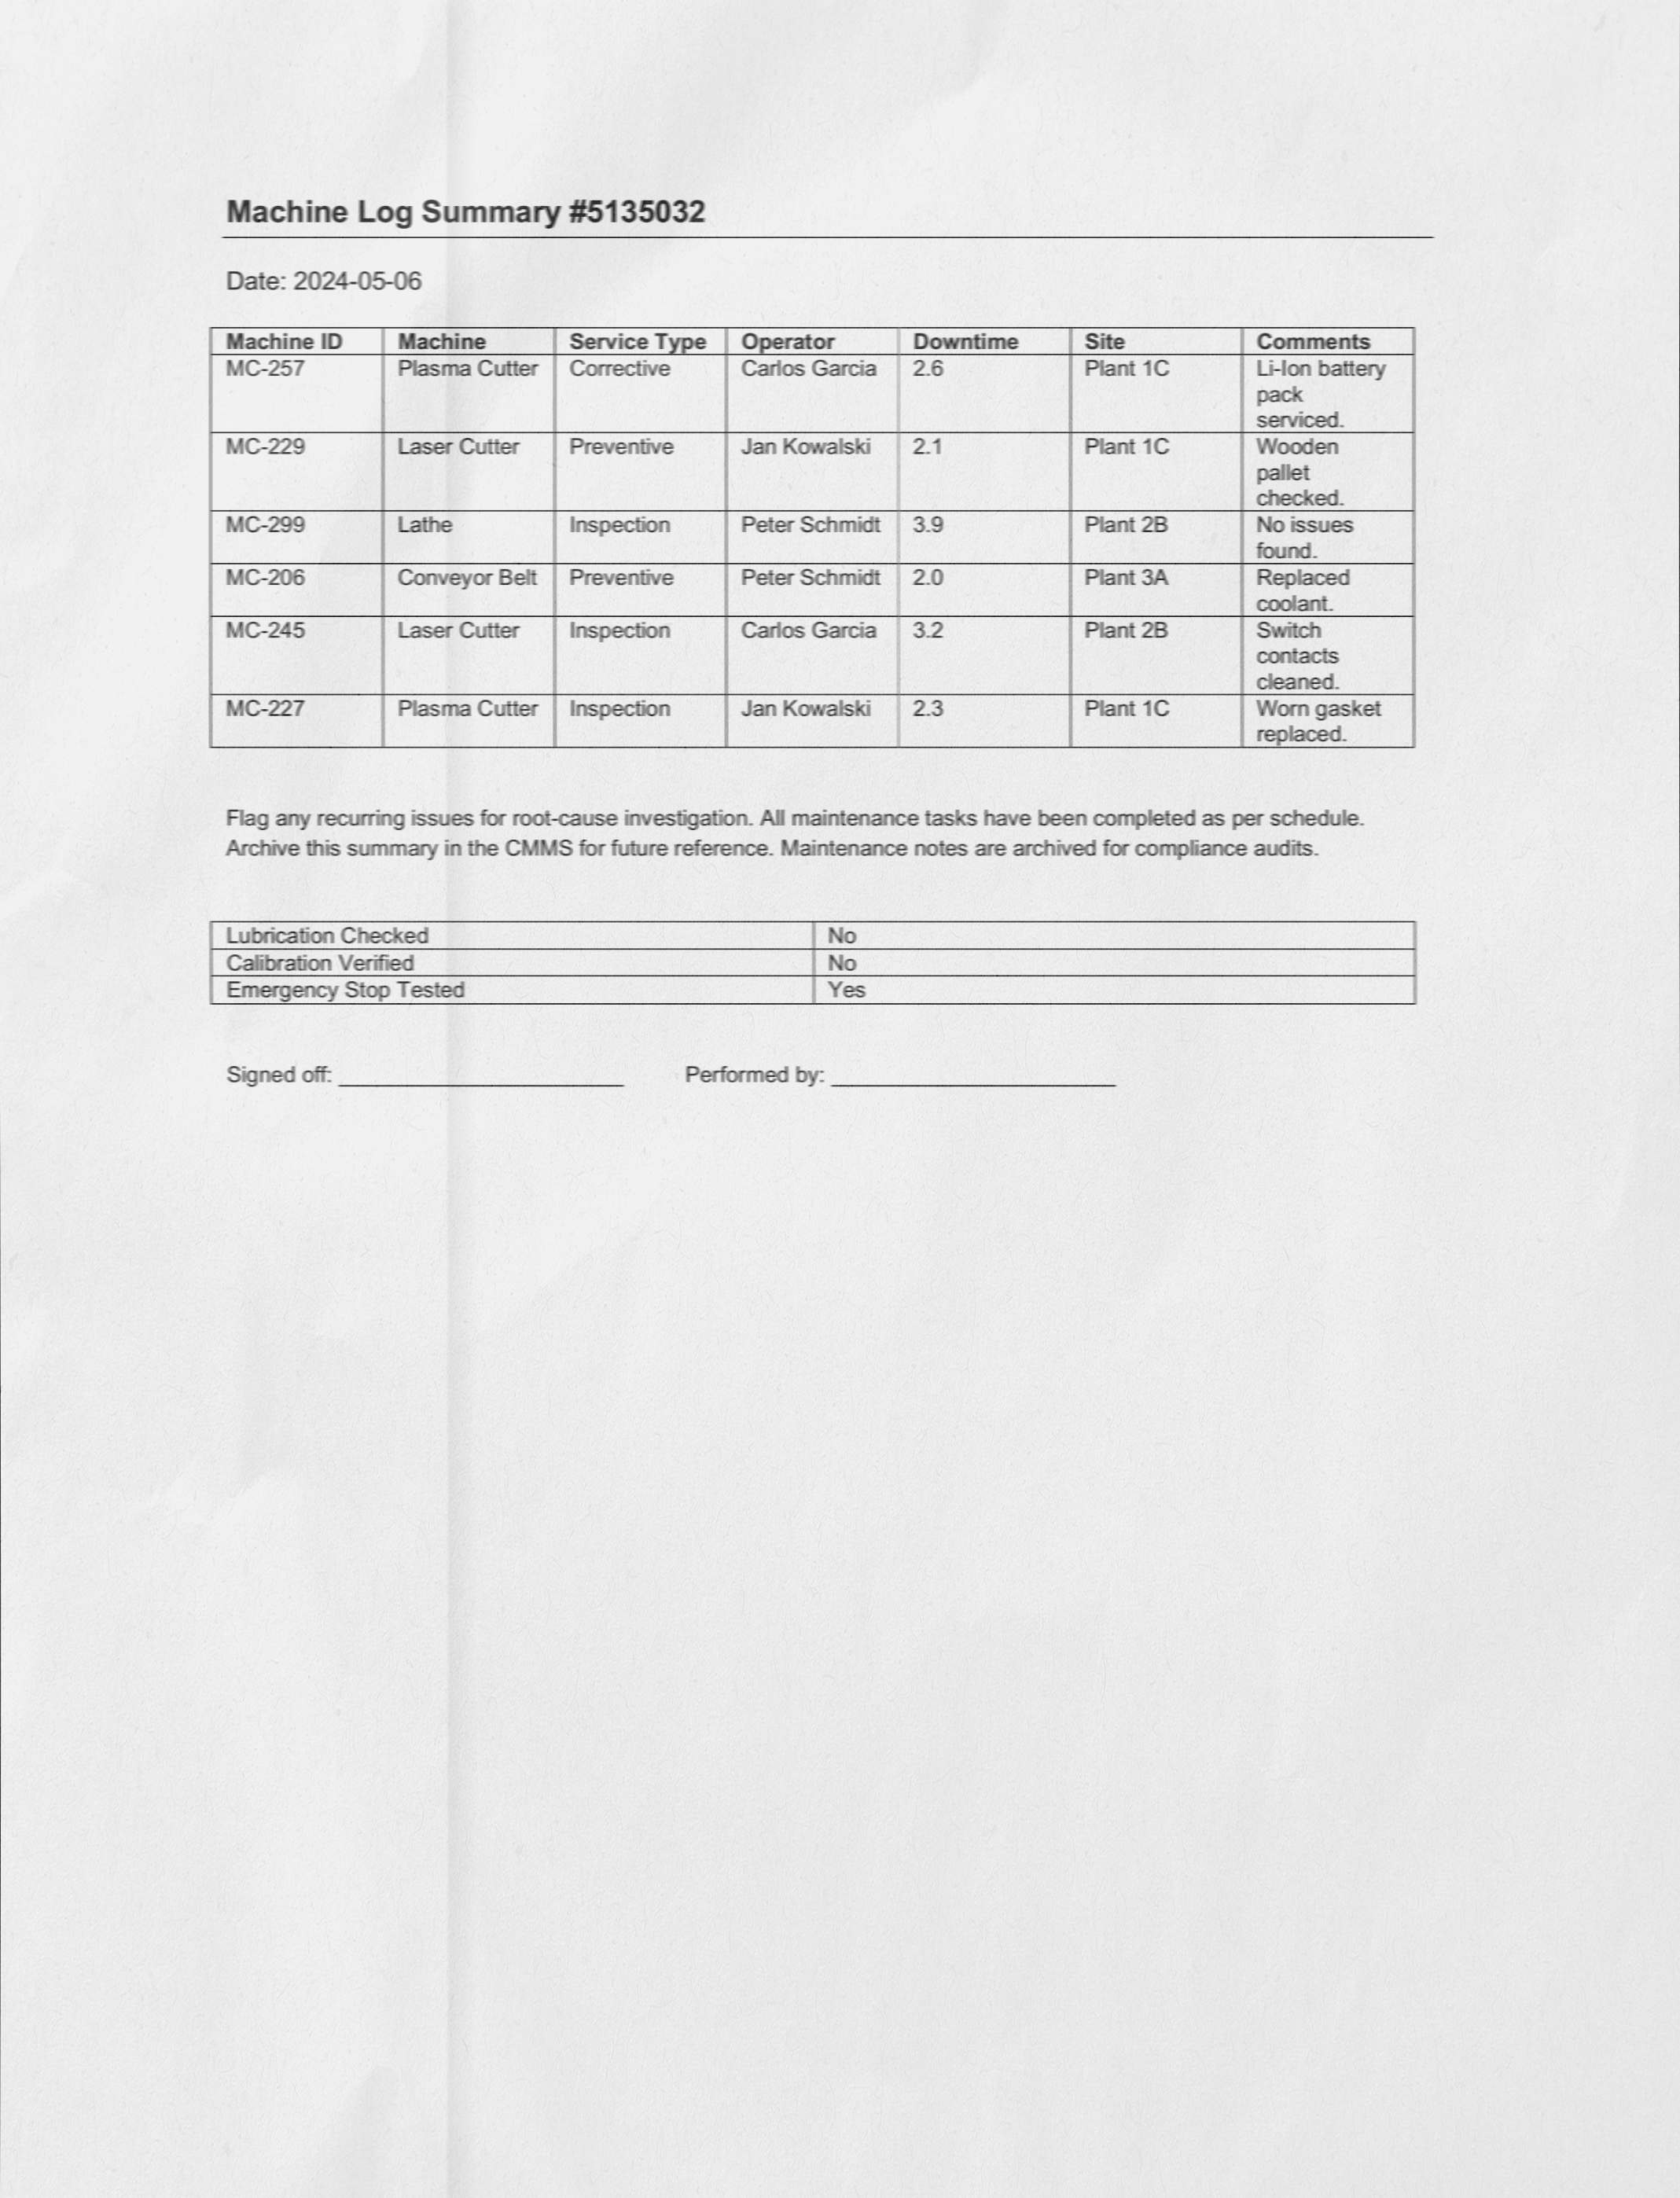 Machine Log Summary #5135032
Date: 2024-05-06
Machine ID Machine Service Type Operator Downtime Site Comments
MC-257 Plasma Cutter Corrective Carlos Garcia 2.6 Plant 1C Li-Ion battery
pack
serviced.
MC-229 Laser Cutter Preventive Jan Kowalski 2.1 Plant 1C Wooden
pallet
checked.
MC-299 Lathe Inspection Peter Schmidt 3.9 Plant 2B No issues
found.
MC-206 Conveyor Belt Preventive Peter Schmidt 2.0 Plant 3A Replaced
coolant.
MC-245 Laser Cutter Inspection Carlos Garcia 3.2 Plant 2B Switch
contacts
cleaned.
MC-227 Plasma Cutter Inspection Jan Kowalski 2.3 Plant 1C Worn gasket
replaced.
Flag any recurring issues for root-cause investigation. All maintenance tasks have been completed as per schedule.
Archive this summary in the CMMS for future reference. Maintenance notes are archived for compliance audits.
Lubrication Checked No
Calibration Verified No
Emergency Stop Tested Yes
Signed off: Performed by: